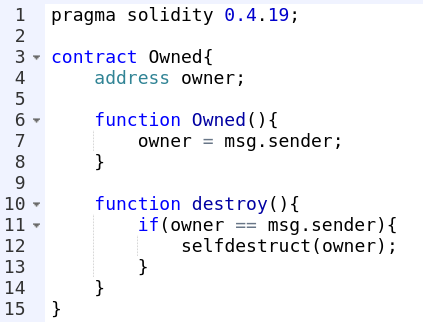 1 pragma solidity 0.4.19;
2
3 contract Owned{
4     address owner;
5
6     function Owned(){
7         owner = msg.sender;
8     }
9
10     function destroy(){
11         if(owner == msg.sender){
12             selfdestruct(owner);
13         }
14     }
15 }